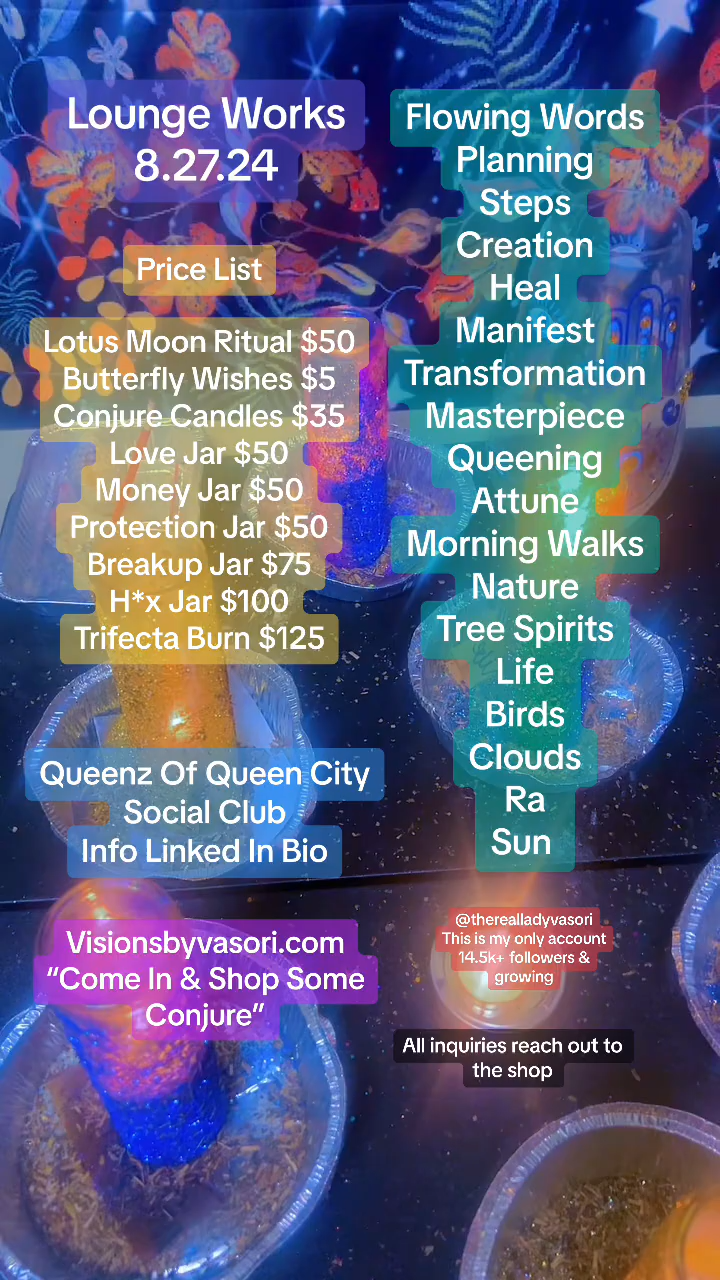 Lounge Works
8.27.24
Price List
Lotus Moon Ritual $50
Butterfly Wishes $5
Conjure Candles $35
Love Jar $50
Money Jar $50
Protection Jar $50
Breakup Jar $75
H*x Jar $100
Trifecta Burn $125
Queenz Of Queen City
Social Club
Info Linked In Bio
Visionsbyvasori.com
“Come In & Shop Some
Conjure”
Flowing Words
Planning
Steps
Creation
Heal
Manifest
Transformation
Masterpiece
Queening
Attune
Morning Walks
Nature
Tree Spirits
Life
Birds
Clouds
Ra
Sun
@therealladyvasori
This is my only account
14.5k+ followers &
growing
All inquiries reach out to
the shop